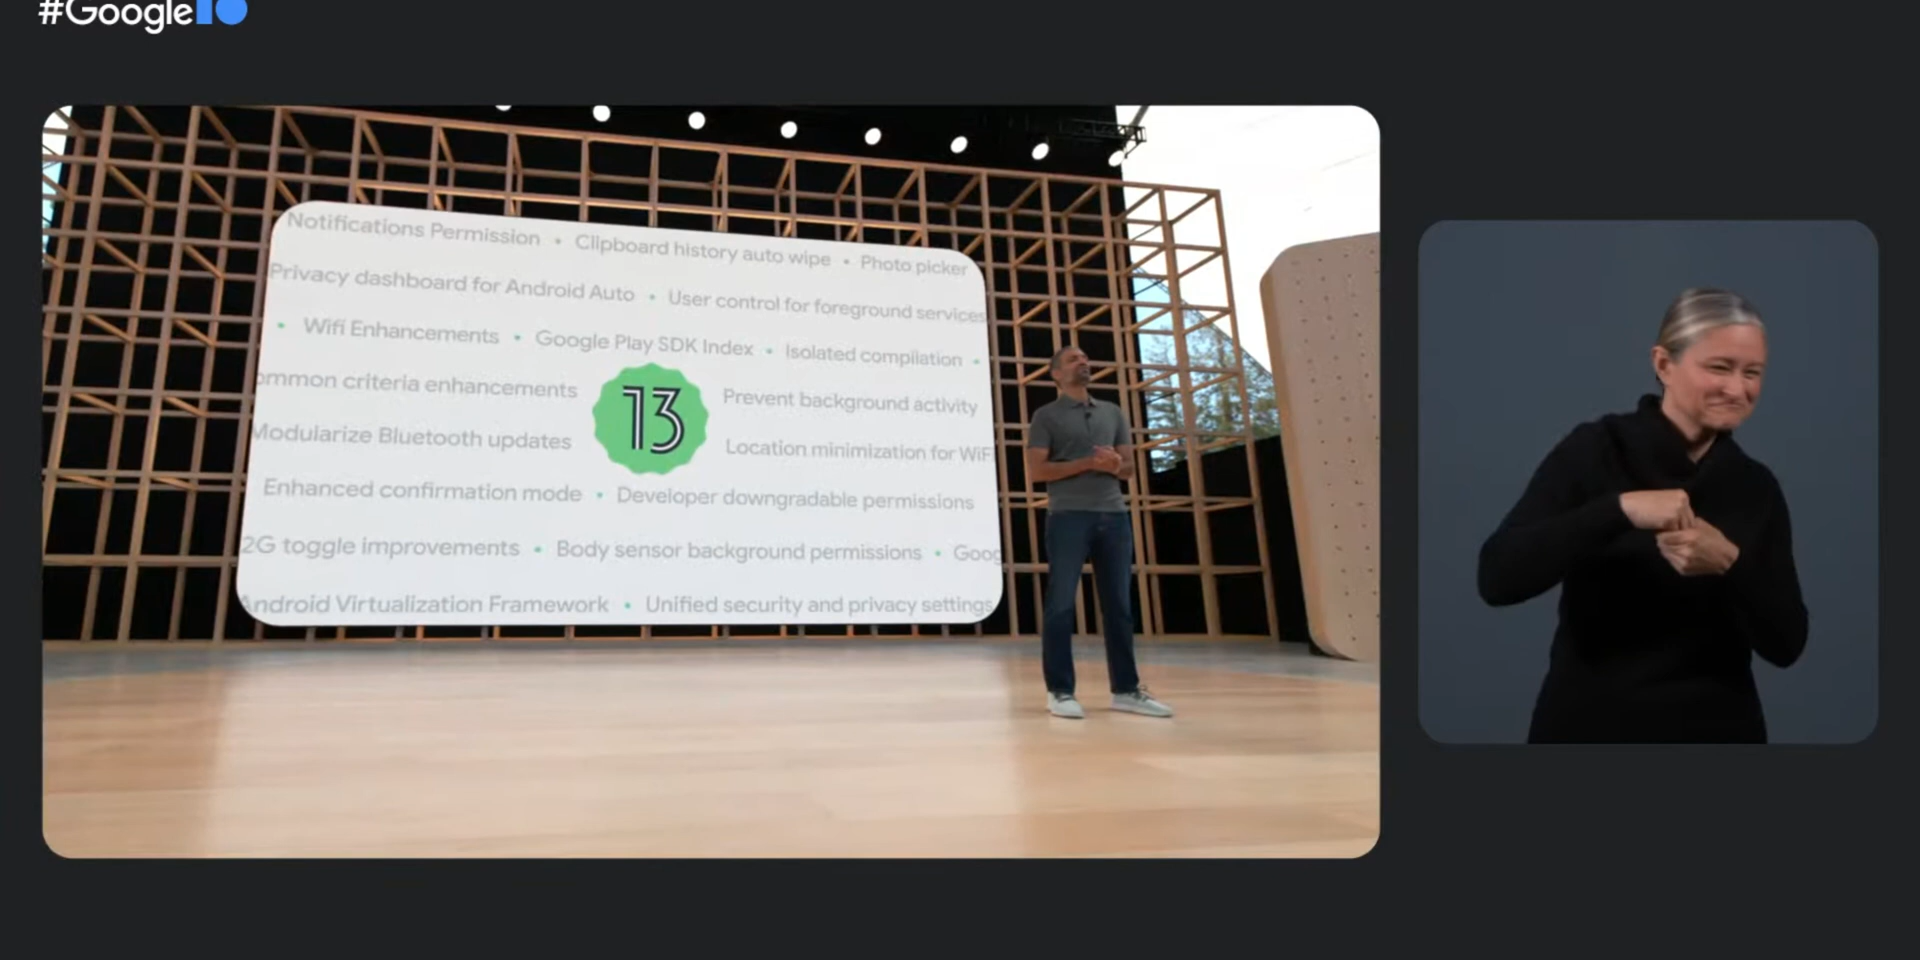 #GoogleIO
Notifications Permission • Clipboard history auto wipe • Photo picker
Privacy dashboard for Android Auto • User control for foreground services
• Wifi Enhancements • Google Play SDK Index • Isolated compilation •
ommon criteria enhancements
Prevent background activity
13
Modularize Bluetooth updates
Location minimization for WiFi
Enhanced confirmation mode • Developer downgradable permissions
2G toggle improvements • Body sensor background permissions • Goog
Android Virtualization Framework • Unified security and privacy settings